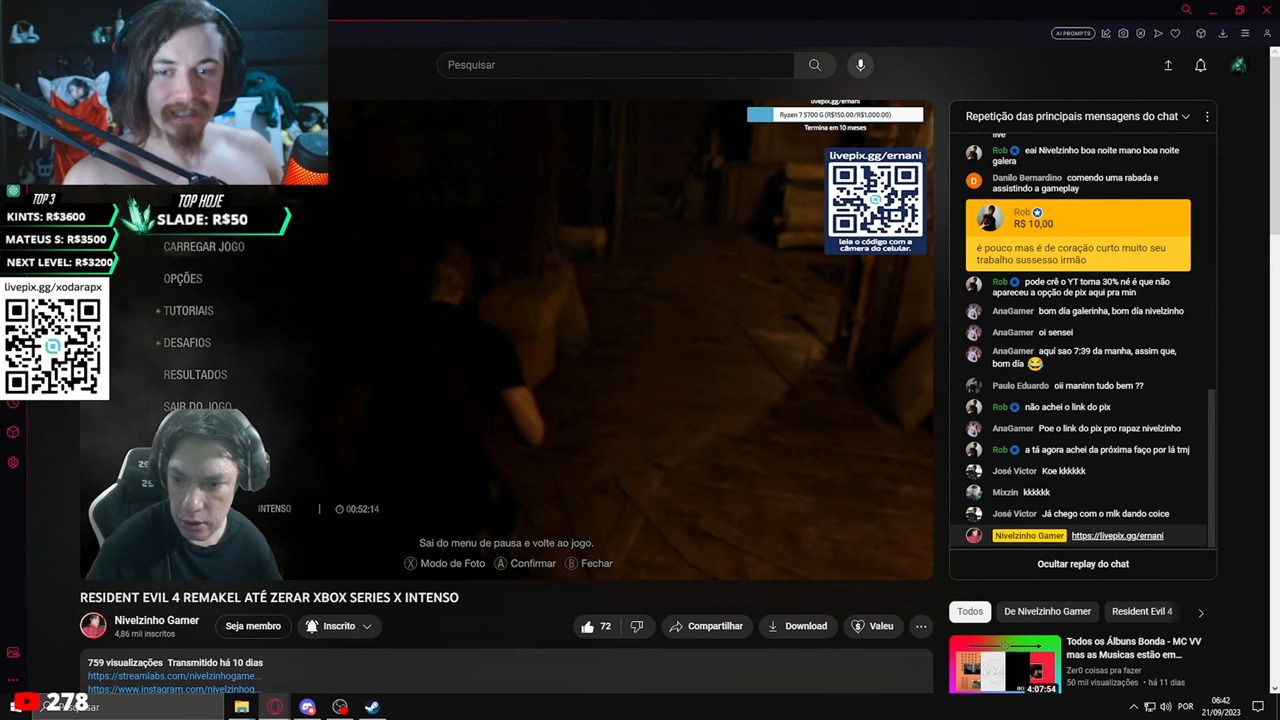 AI PROMPTS
Pesquisar
TOP 3
KINTS: R$3600
MATEUS S: R$3500
NEXT LEVEL: R$3200
TOP HOJE
SLADE: R$50
livepix.gg/xodarapx
CARREGAR JOGO
OPÇÕES
TUTORIAIS
DESAFIOS
RESULTADOS
SAIR DO JOGO
INTENSO | 00:52:14
Sai do menu de pausa e volte ao jogo.
X Modo de Foto A Confirmar B Fechar
livepix.gg/ernani
Ryzen 7 5700 G (R$150.00/R$1,000.00)
Termina em 10 meses
livepix.gg/ernani
leia o código com a
câmera do celular.
RESIDENT EVIL 4 REMAKEL ATÉ ZERAR XBOX SERIES X INTENSO
Nivelzinho Gamer
4,86 mil inscritos
Seja membro
Inscrito
72
Compartilhar
Download
Valeu
759 visualizações Transmitido há 10 dias
https://streamlabs.com/nivelzinhogame...
https://www.instagram.com/nivelzinhog...
Repetição das principais mensagens do chat
live
Rob eai Nivelzinho boa noite mano boa noite
galera
D Danilo Bernardino comendo uma rabada e
assistindo a gameplay
Rob
R$ 10,00
é pouco mas é de coração curto muito seu
trabalho sussesso irmão
Rob pode crê o YT toma 30% né é que não
apareceu a opção de pix aqui pra min
AnaGamer bom día galerinha, bom día nivelzinho
AnaGamer oi sensei
AnaGamer aquí sao 7:39 da manha, assim que,
bom día 😂
Paulo Eduardo oii maninn tudo bem ??
Rob não achei o link do pix
AnaGamer Poe o link do pix pro rapaz nivelzinho
Rob a tá agora achei da próxima faço por lá tmj
José Victor Koe kkkkkk
Mixzin kkkkkk
José Victor Já chego com o mlk dando coice
Nivelzinho Gamer https://livepix.gg/ernani
Ocultar replay do chat
Todos
De Nivelzinho Gamer
Resident Evil 4
Todos os Álbuns Bonda - MC VV
mas as Musicas estão em...
Zer0 coisas pra fazer
50 mil visualizações • há 11 dias
4:07:54
278
Pesquisar
POR
06:42
21/09/2023